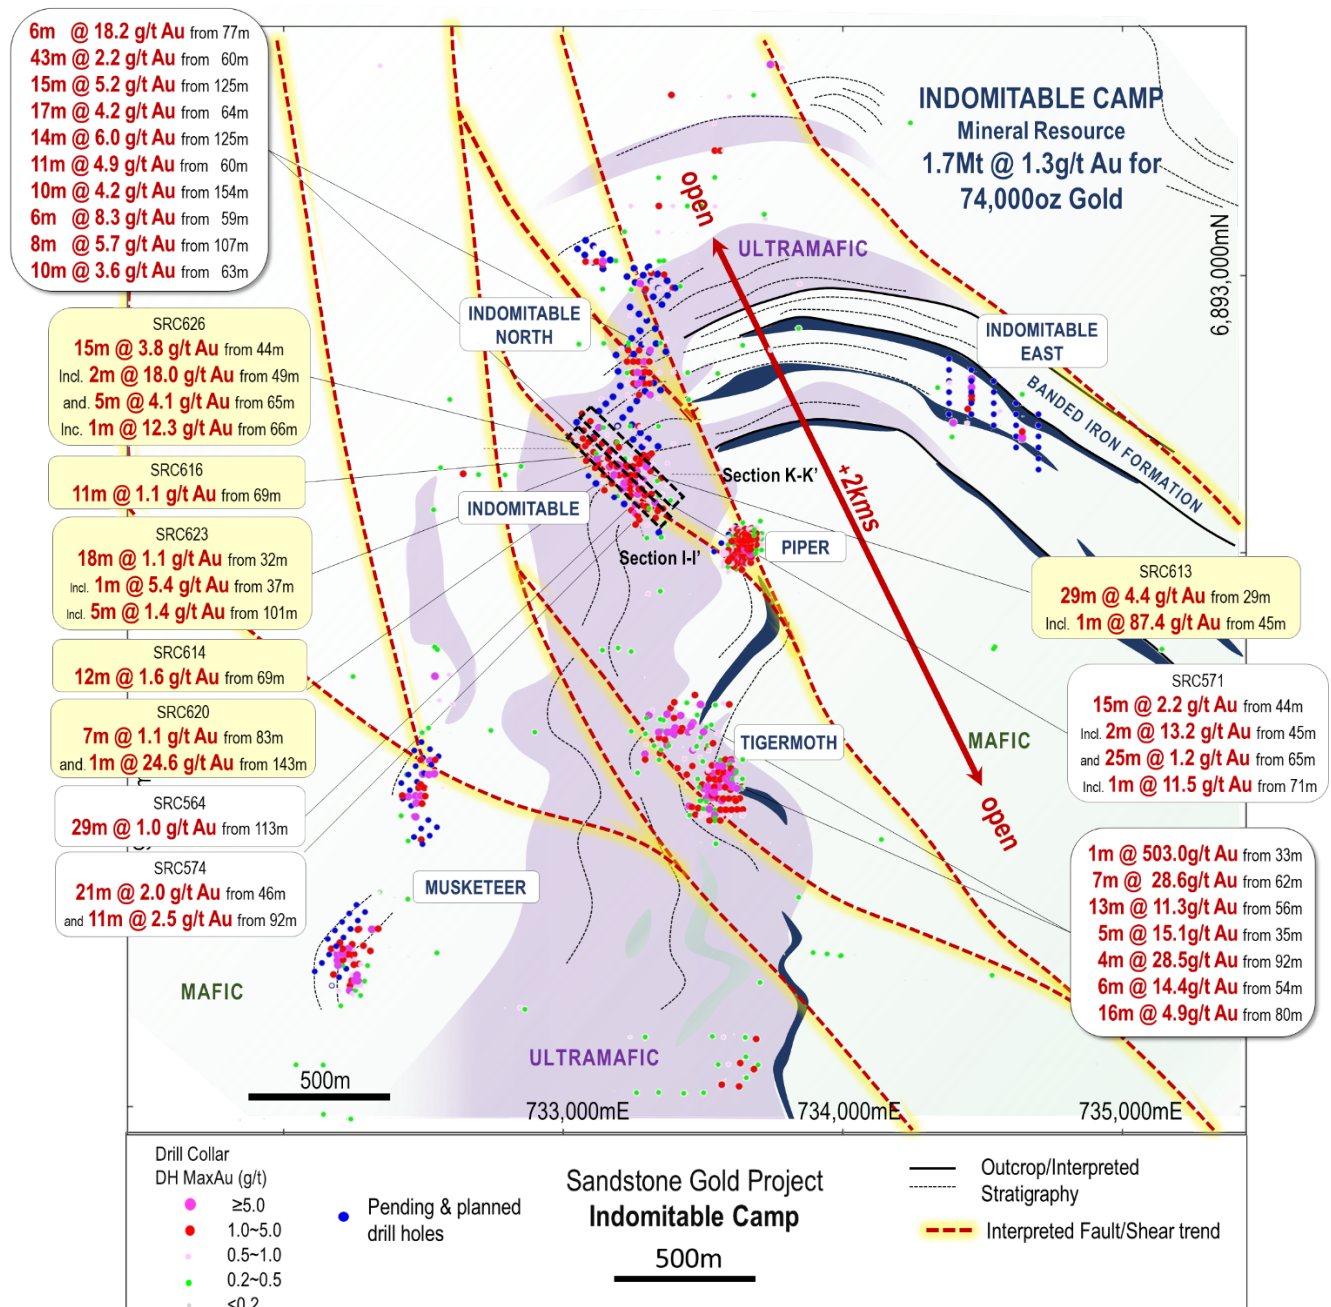 6m @ 18.2 g/t Au from 77m
43m @ 2.2 g/t Au from 60m
15m @ 5.2 g/t Au from 125m
17m @ 4.2 g/t Au from 64m
14m @ 6.0 g/t Au from 125m
11m @ 4.9 g/t Au from 60m
10m @ 4.2 g/t Au from 154m
6m @ 8.3 g/t Au from 59m
8m @ 5.7 g/t Au from 107m
10m @ 3.6 g/t Au from 63m
INDOMITABLE CAMP
Mineral Resource
1.7Mt @ 1.3g/t Au for
74,000oz Gold
6,893,000mN
open
ULTRAMAFIC
INDOMITABLE
NORTH
INDOMITABLE
EAST
BANDED IRON FORMATION
SRC626
15m @ 3.8 g/t Au from 44m
Incl. 2m @ 18.0 g/t Au from 49m
and. 5m @ 4.1 g/t Au from 65m
Inc. 1m @ 12.3 g/t Au from 66m
SRC616
11m @ 1.1 g/t Au from 69m
SRC623
18m @ 1.1 g/t Au from 32m
Incl. 1m @ 5.4 g/t Au from 37m
Incl. 5m @ 1.4 g/t Au from 101m
SRC614
12m @ 1.6 g/t Au from 69m
SRC620
7m @ 1.1 g/t Au from 83m
and. 1m @ 24.6 g/t Au from 143m
SRC564
29m @ 1.0 g/t Au from 113m
SRC574
21m @ 2.0 g/t Au from 46m
and 11m @ 2.5 g/t Au from 92m
Section K-K'
+2kms
INDOMITABLE
Section I-I'
PIPER
SRC613
29m @ 4.4 g/t Au from 29m
Incl. 1m @ 87.4 g/t Au from 45m
SRC571
15m @ 2.2 g/t Au from 44m
Incl. 2m @ 13.2 g/t Au from 45m
and 25m @ 1.2 g/t Au from 65m
Incl. 1m @ 11.5 g/t Au from 71m
TIGERMOTH
MAFIC
open
1m @ 503.0g/t Au from 33m
7m @ 28.6g/t Au from 62m
13m @ 11.3g/t Au from 56m
5m @ 15.1g/t Au from 35m
4m @ 28.5g/t Au from 92m
6m @ 14.4g/t Au from 54m
16m @ 4.9g/t Au from 80m
MUSKETEER
MAFIC
ULTRAMAFIC
500m
733,000mE
734,000mE
735,000mE
Drill Collar
DH MaxAu (g/t)
≥5.0
1.0~5.0
0.5~1.0
0.2~0.5
<0.2
Pending & planned
drill holes
Sandstone Gold Project
Indomitable Camp
500m
Outcrop/Interpreted
Stratigraphy
Interpreted Fault/Shear trend